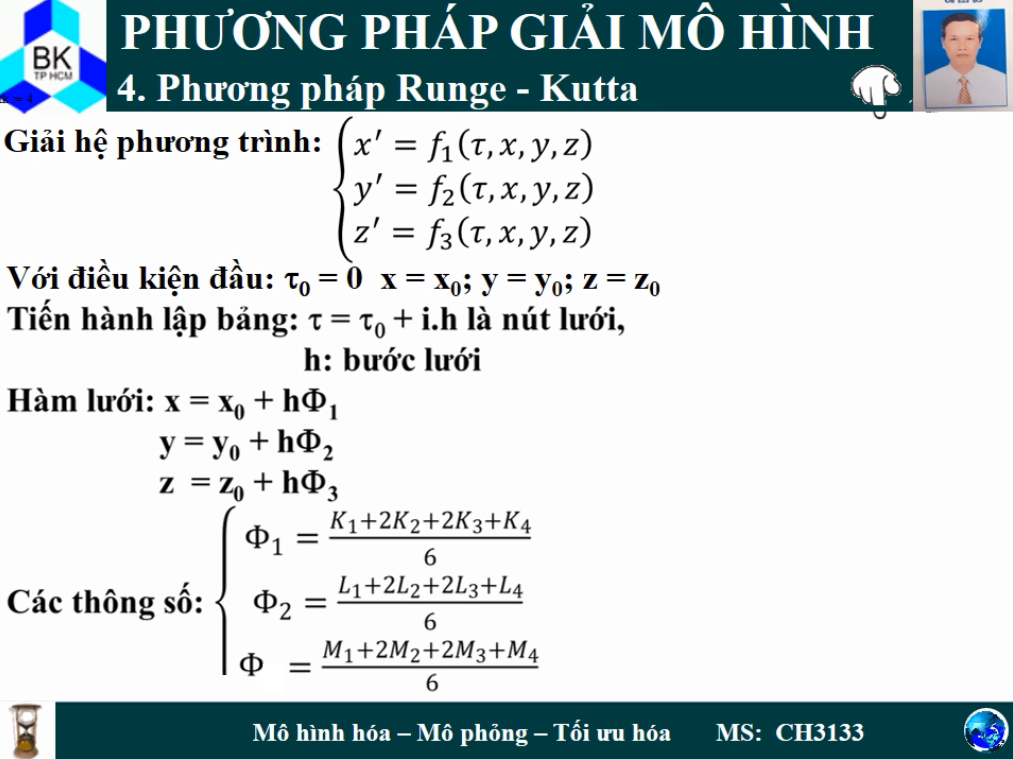 PHƯƠNG PHÁP GIẢI MÔ HÌNH
BK
TP HCM
4. Phương pháp Runge - Kutta
Giải hệ phương trình:
x′ = f₁(τ, x, y, z)
y′ = f₂(τ, x, y, z)
z′ = f₃(τ, x, y, z)
Với điều kiện đầu: τ₀ = 0 x = x₀; y = y₀; z = z₀
Tiến hành lập bảng: τ = τ₀ + i.h là nút lưới,
h: bước lưới
Hàm lưới: x = x₀ + hΦ₁
y = y₀ + hΦ₂
z = z₀ + hΦ₃
Các thông số:
Φ₁ = (K₁+2K₂+2K₃+K₄)/6
Φ₂ = (L₁+2L₂+2L₃+L₄)/6
Φ = (M₁+2M₂+2M₃+M₄)/6
Mô hình hóa – Mô phỏng – Tối ưu hóa MS: CH3133